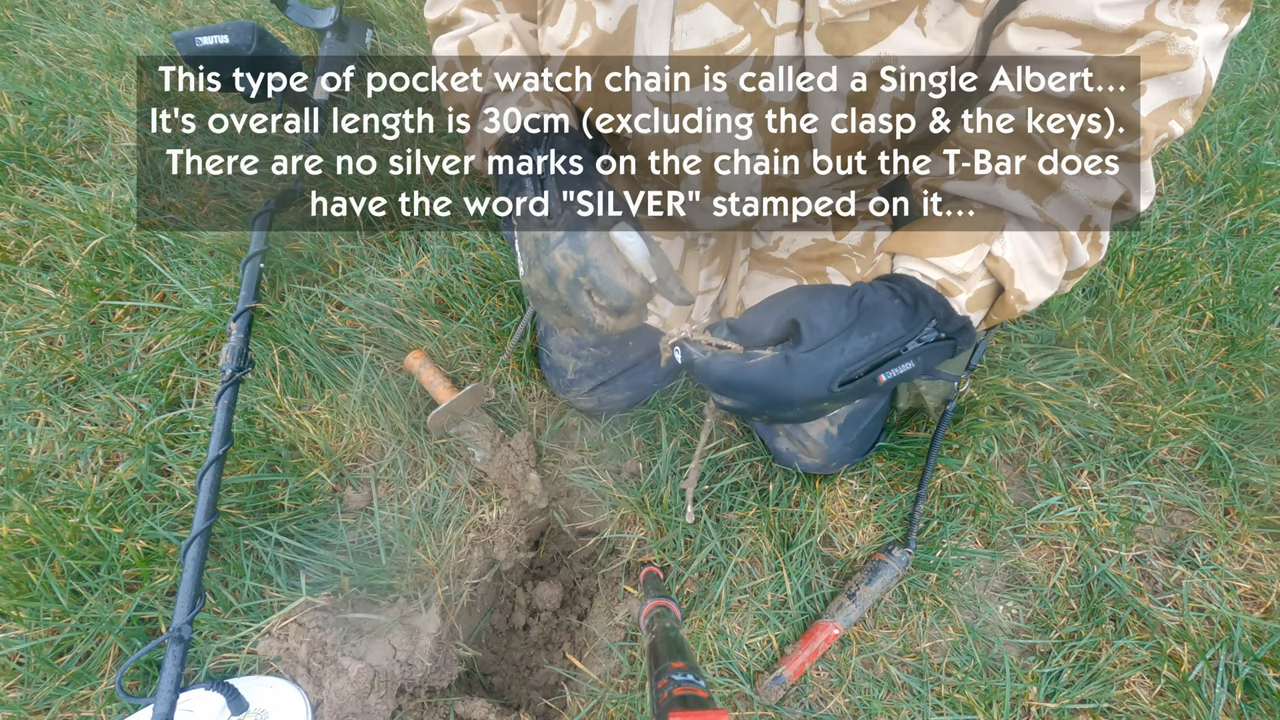 RUTUS
This type of pocket watch chain is called a Single Albert...
It's overall length is 30cm (excluding the clasp & the keys).
There are no silver marks on the chain but the T-Bar does
have the word "SILVER" stamped on it...